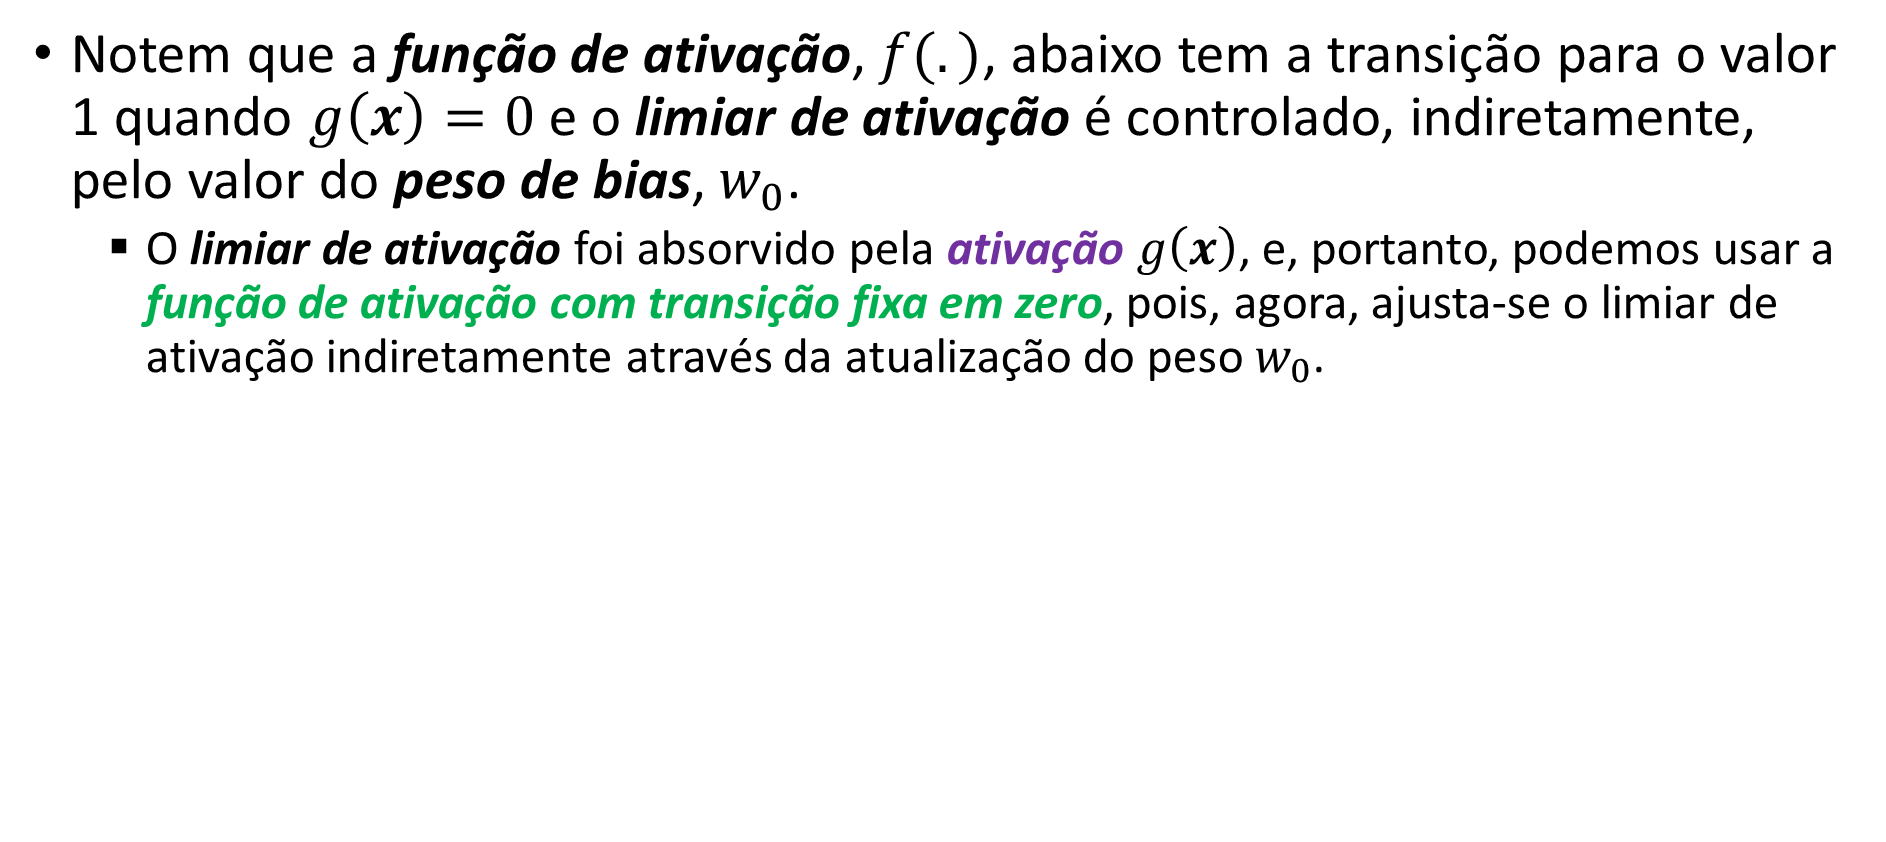 • Notem que a função de ativação, f(.), abaixo tem a transição para o valor
1 quando g(x) = 0 e o limiar de ativação é controlado, indiretamente,
pelo valor do peso de bias, w₀.
▪ O limiar de ativação foi absorvido pela ativação g(x), e, portanto, podemos usar a
função de ativação com transição fixa em zero, pois, agora, ajusta-se o limiar de
ativação indiretamente através da atualização do peso w₀.